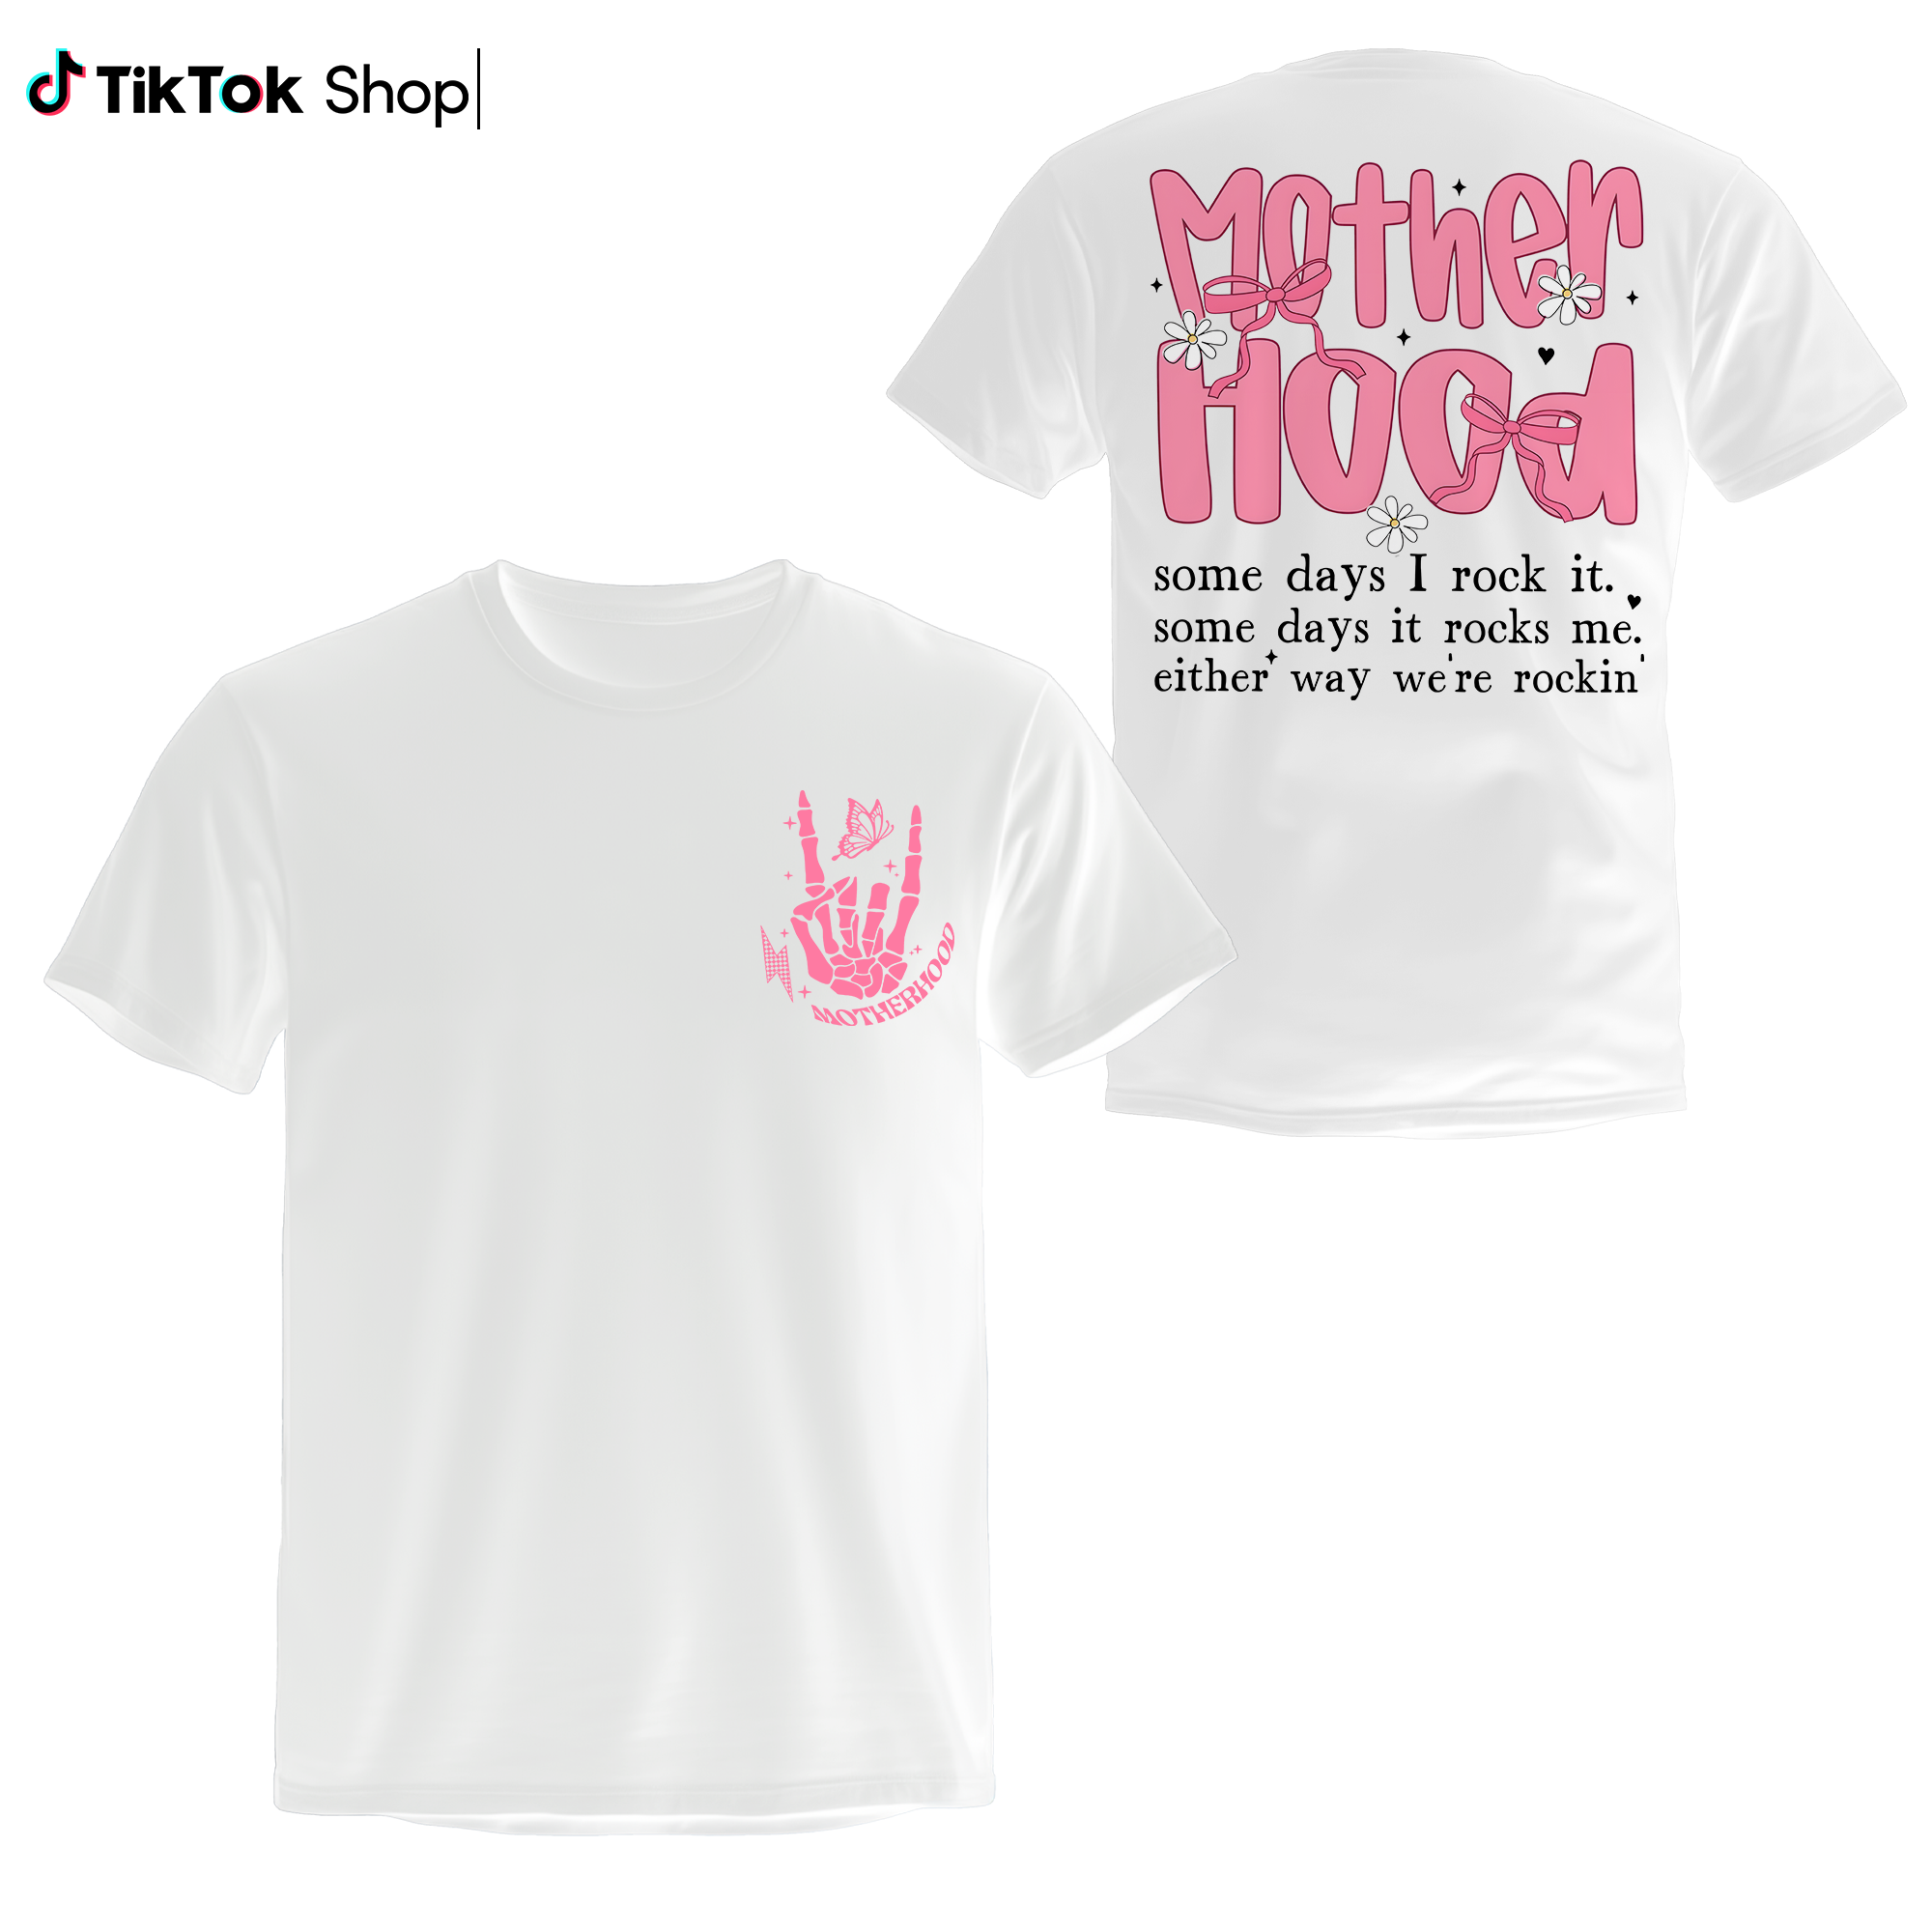 TikTok Shop
Mother
Hood
some days I rock it.
some days it rocks me.
either way we're rockin'
MOTHERHOOD